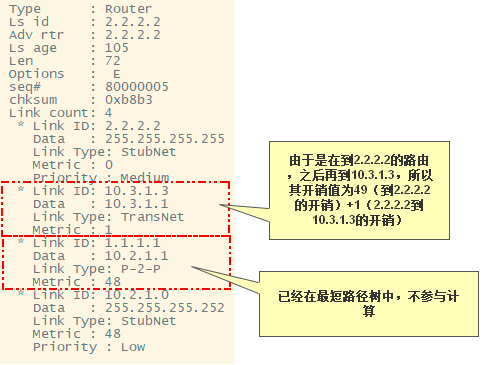 Type : Router
Ls id : 2.2.2.2
Adv rtr : 2.2.2.2
Ls age : 105
Len : 72
Options : E
seq# : 80000005
chksum : 0xb8b3
Link count: 4
* Link ID: 2.2.2.2
Data : 255.255.255.255
Link Type: StubNet
Metric : 0
Priority : Medium
* Link ID: 10.3.1.3
Data : 10.3.1.1
Link Type: TransNet
Metric : 1
* Link ID: 1.1.1.1
Data : 10.2.1.1
Link Type: P-2-P
Metric : 48
* Link ID: 10.2.1.0
Data : 255.255.255.252
Link Type: StubNet
Metric : 48
Priority : Low
由于是在到2.2.2.2的路由
，之后再到10.3.1.3，所以
其开销值为49（到2.2.2.2
的开销）+1（2.2.2.2到
10.3.1.3的开销）
已经在最短路径树中，不参与计
算